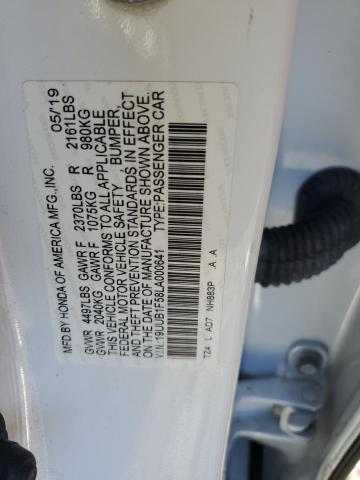 MFD BY HONDA OF AMERICA MFG., INC. 05/'19
GVWR 4497LBS GAWR F 2370LBS R 2161LBS
GVWR 2040KG GAWR F 1075KG R 980KG
THIS VEHICLE CONFORMS TO ALL APPLICABLE
FEDERAL MOTOR VEHICLE SAFETY, BUMPER,
AND THEFT PREVENTION STANDARDS IN EFFECT
ON THE DATE OF MANUFACTURE SHOWN ABOVE.
V.I.N.:19UUB1F58LA000641 TYPE:PASSENGER CAR
TZ4 L AD7 NH883P A A